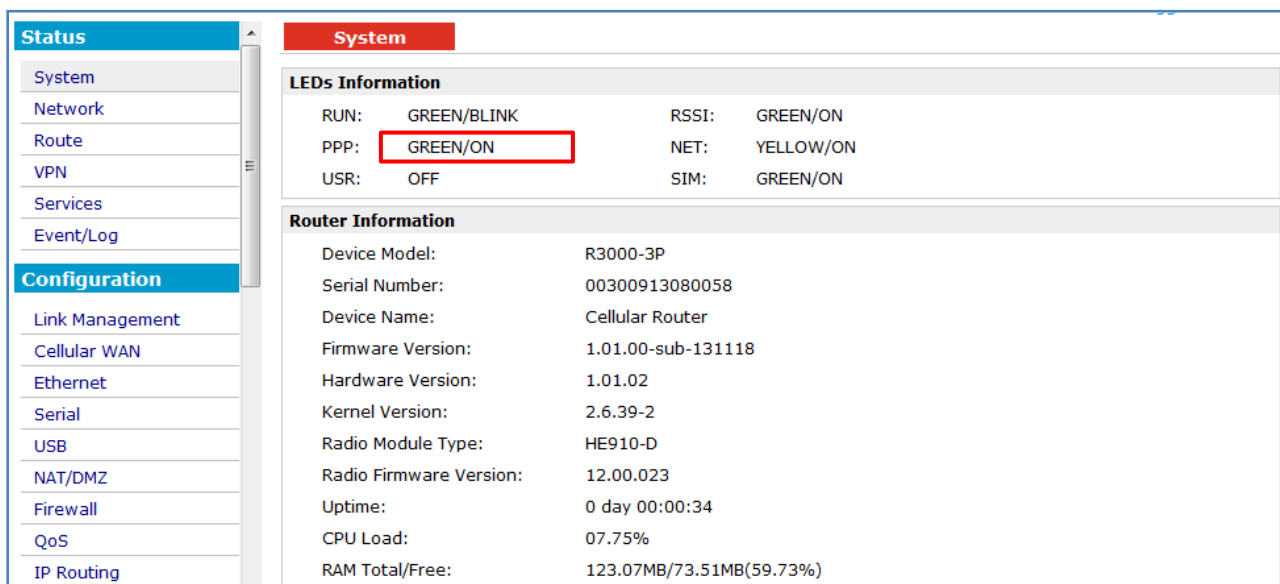 Status
System
Network
Route
VPN
Services
Event/Log
Configuration
Link Management
Cellular WAN
Ethernet
Serial
USB
NAT/DMZ
Firewall
QoS
IP Routing
System
LEDs Information
RUN: GREEN/BLINK RSSI: GREEN/ON
PPP: GREEN/ON NET: YELLOW/ON
USR: OFF SIM: GREEN/ON
Router Information
Device Model: R3000-3P
Serial Number: 00300913080058
Device Name: Cellular Router
Firmware Version: 1.01.00-sub-131118
Hardware Version: 1.01.02
Kernel Version: 2.6.39-2
Radio Module Type: HE910-D
Radio Firmware Version: 12.00.023
Uptime: 0 day 00:00:34
CPU Load: 07.75%
RAM Total/Free: 123.07MB/73.51MB(59.73%)